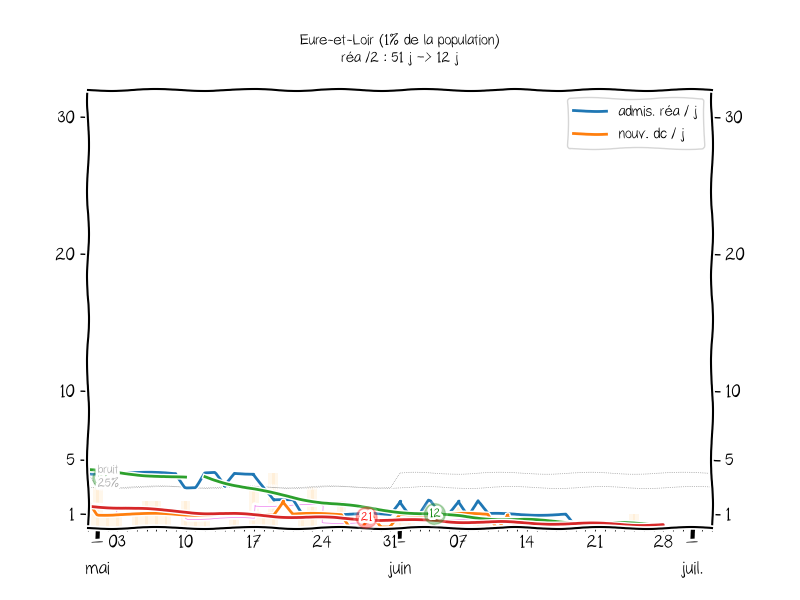 Eure-et-Loir (1% de la population)
réa /2 : 51 j -> 12 j
admis. réa / j
nouv. dc / j
30
30
20
20
10
10
5
5
1
1
bruit
25%
21
12
03 10 17 24 31 07 14 21 28
mai juin juil.